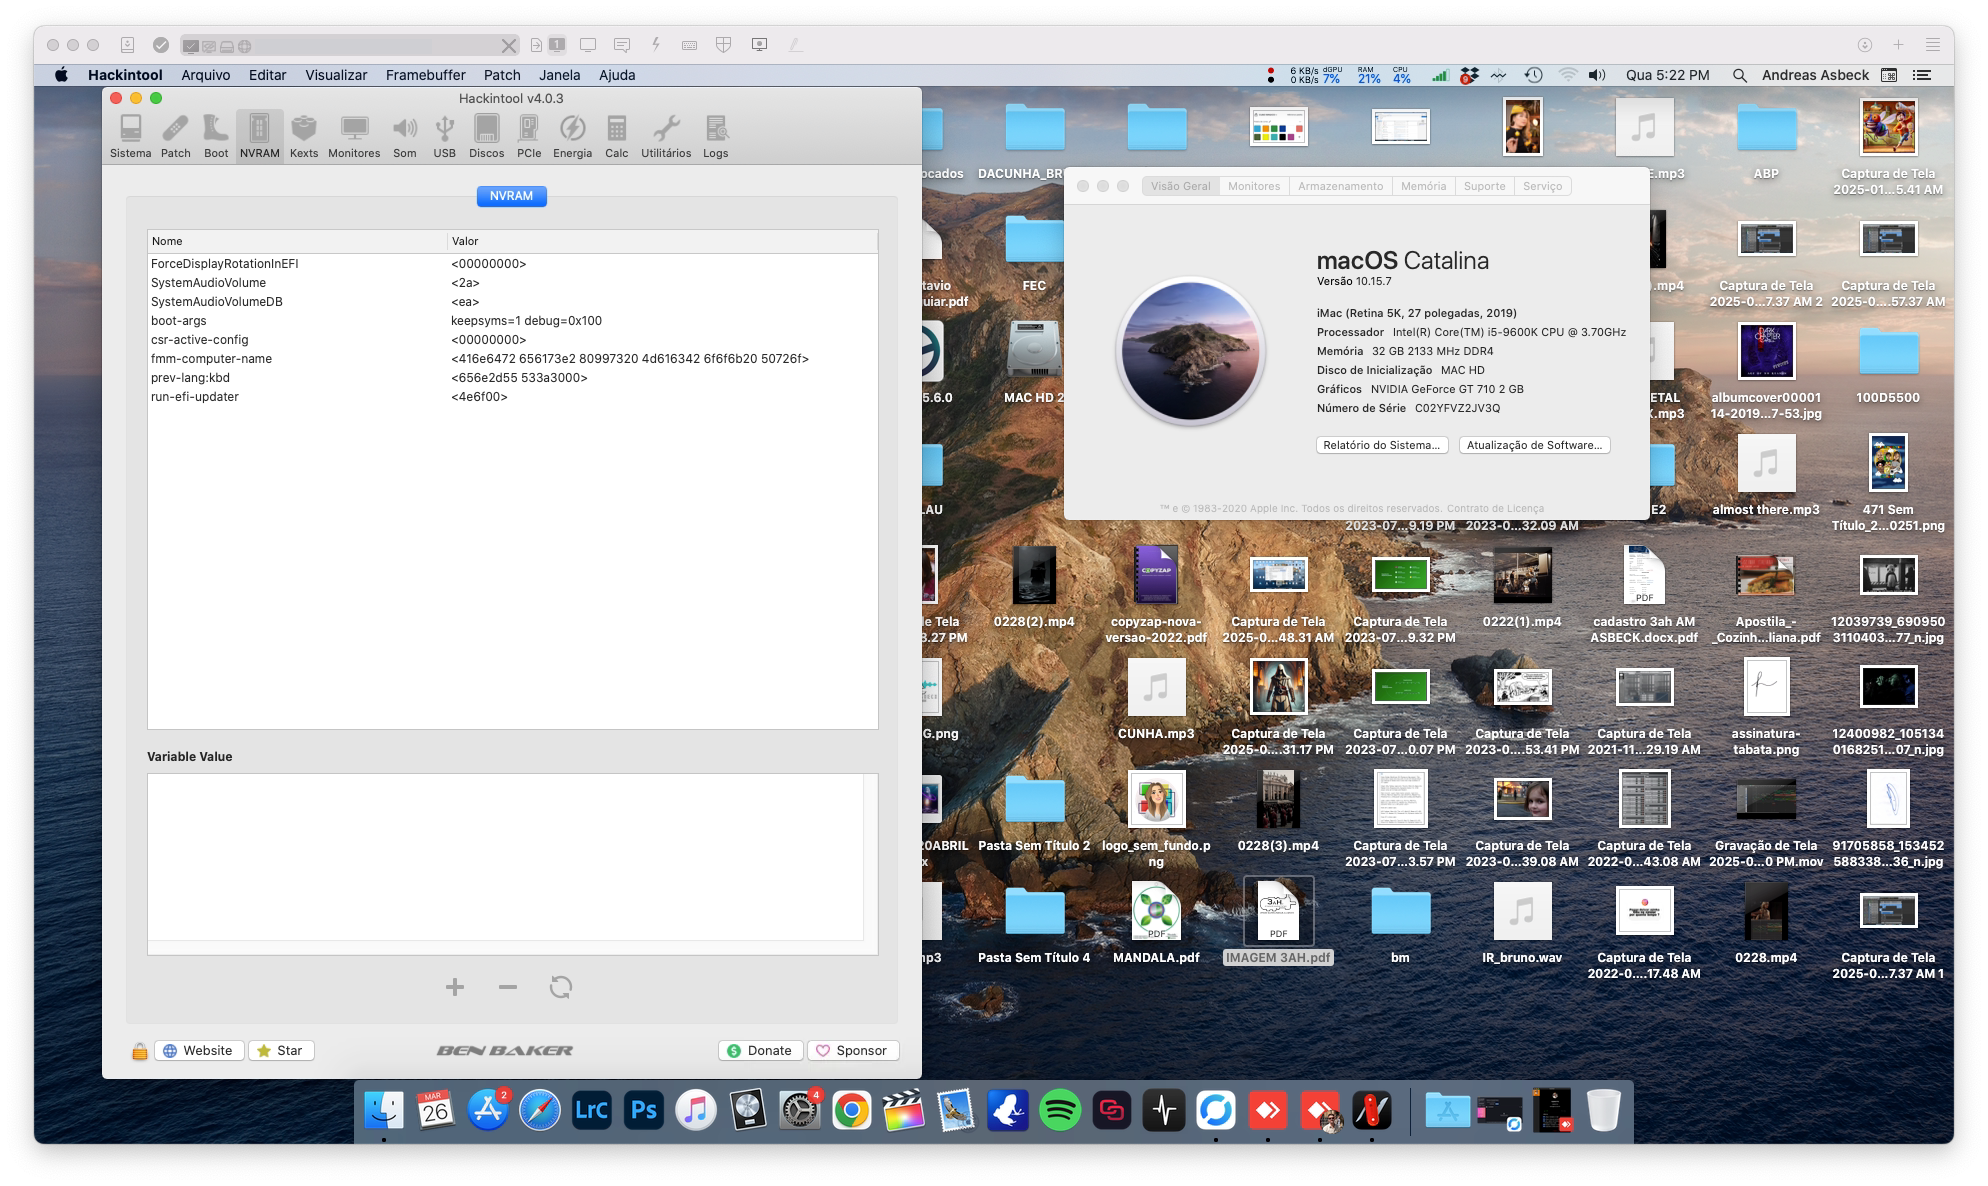 1
Hackintool Arquivo Editar Visualizar Framebuffer Patch Janela Ajuda
6 KB/s 0 KB/s dGPU 7% RAM 21% CPU 4% 9 Qua 5:22 PM Andreas Asbeck
Hackintool v4.0.3
Sistema Patch Boot NVRAM Kexts Monitores Som USB Discos PCIe Energia Calc Utilitários Logs
NVRAM
Nome Valor
ForceDisplayRotationInEFI <00000000>
SystemAudioVolume <2a>
SystemAudioVolumeDB <ea>
boot-args keepsyms=1 debug=0x100
csr-active-config <00000000>
fmm-computer-name <416e6472 656173e2 80997320 4d616342 6f6f6b20 50726f>
prev-lang:kbd <656e2d55 533a3000>
run-efi-updater <4e6f00>
Variable Value
Website Star BEN BAKER Donate Sponsor
Visão Geral Monitores Armazenamento Memória Suporte Serviço
macOS Catalina
Versão 10.15.7
iMac (Retina 5K, 27 polegadas, 2019)
Processador Intel(R) Core(TM) i5-9600K CPU @ 3.70GHz
Memória 32 GB 2133 MHz DDR4
Disco de Inicialização MAC HD
Gráficos NVIDIA GeForce GT 710 2 GB
Número de Série C02YFVZ2JV3Q
Relatório do Sistema... Atualização de Software...
™ e © 1983-2020 Apple Inc. Todos os direitos reservados. Contrato de Licença
ocados DACUNHA_BR E.mp3 ABP Captura de Tela
2025-01...5.41 AM
tavio FEC ).mp4 Captura de Tela Captura de Tela
uiar.pdf 2025-0...7.37 AM 2 2025-0....57.37 AM
5.6.0 MAC HD 2 ETAL albumcover00001 100D5500
X.mp3 14-2019...7-53.jpg
LAU E2 almost there.mp3 471 Sem
2023-07...9.19 PM 2023-0...32.09 AM Título_2...0251.png
COPYZAP
PDF
de Tela 0228(2).mp4 copyzap-nova- Captura de Tela Captura de Tela 0222(1).mp4 cadastro 3ah AM Apostila_- 12039739_690950
3.27 PM versao-2022.pdf 2025-0...48.31 AM 2023-07...9.32 PM ASBECK.docx.pdf _Cozinh...liana.pdf 3110403...77_n.jpg
G.png CUNHA.mp3 Captura de Tela Captura de Tela Captura de Tela Captura de Tela assinatura- 12400982_105134
2025-0....31.17 PM 2023-07...0.07 PM 2023-0....53.41 PM 2021-11...29.19 AM tabata.png 0168251...07_n.jpg
20ABRIL Pasta Sem Título 2 logo_sem_fundo.p 0228(3).mp4 Captura de Tela Captura de Tela Captura de Tela Gravação de Tela 91705858_153452
x ng 2023-07...3.57 PM 2023-0...39.08 AM 2022-0...43.08 AM 2025-0...0 PM.mov 588338...36_n.jpg
PDF 3AH PDF
mp3 Pasta Sem Título 4 MANDALA.pdf IMAGEM 3AH.pdf bm IR_bruno.wav Captura de Tela 0228.mp4 Captura de Tela
2022-0....17.48 AM 2025-0...7.37 AM 1
MAR 26 2 LrC Ps 4